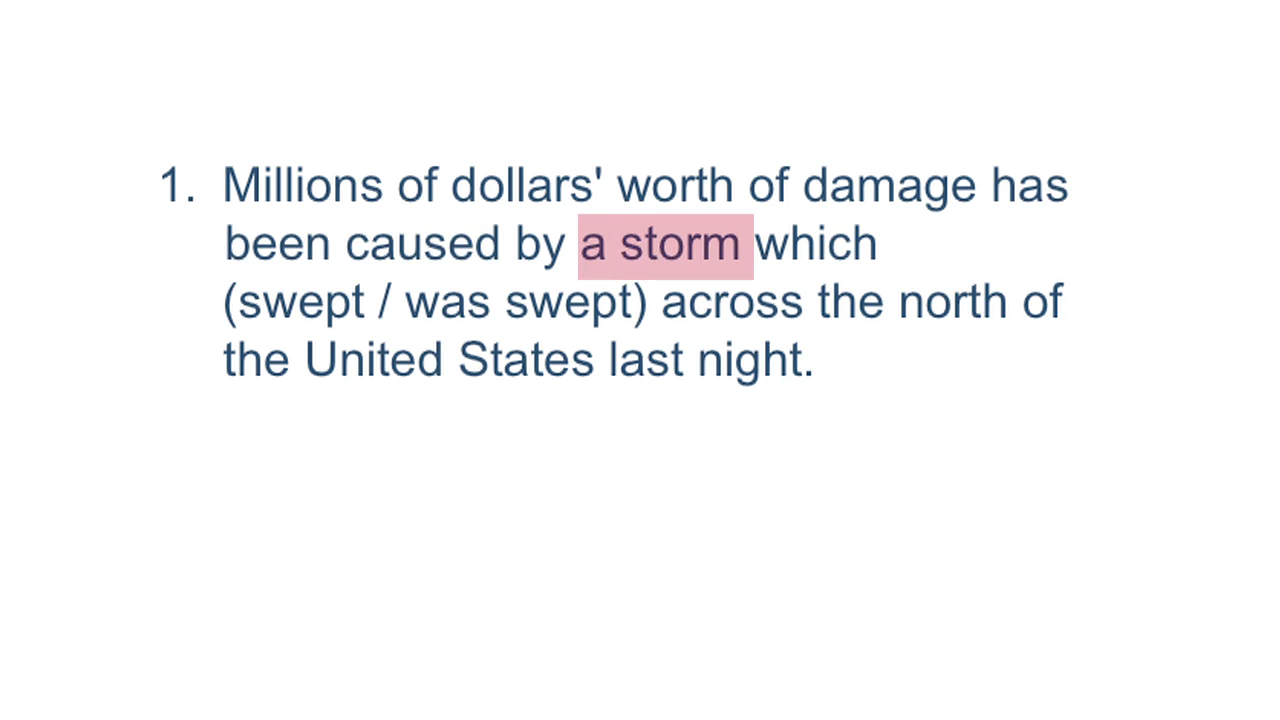 1. Millions of dollars' worth of damage has
been caused by a storm which
(swept / was swept) across the north of
the United States last night.